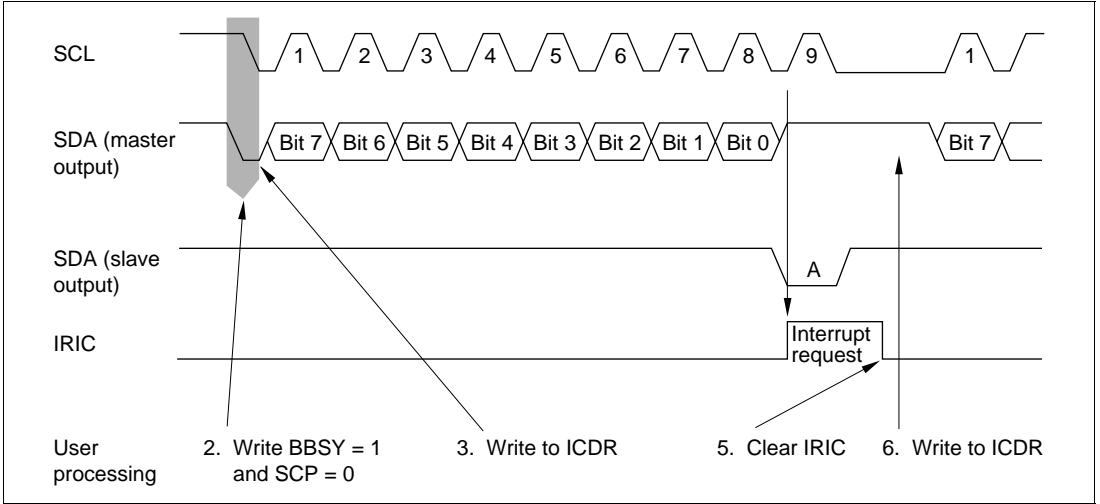 SCL
1 2 3 4 5 6 7 8 9 1
SDA (master
output)
Bit 7 Bit 6 Bit 5 Bit 4 Bit 3 Bit 2 Bit 1 Bit 0 Bit 7
SDA (slave
output)
A
IRIC
Interrupt
request
User
processing
2. Write BBSY = 1
and SCP = 0
3. Write to ICDR
5. Clear IRIC
6. Write to ICDR